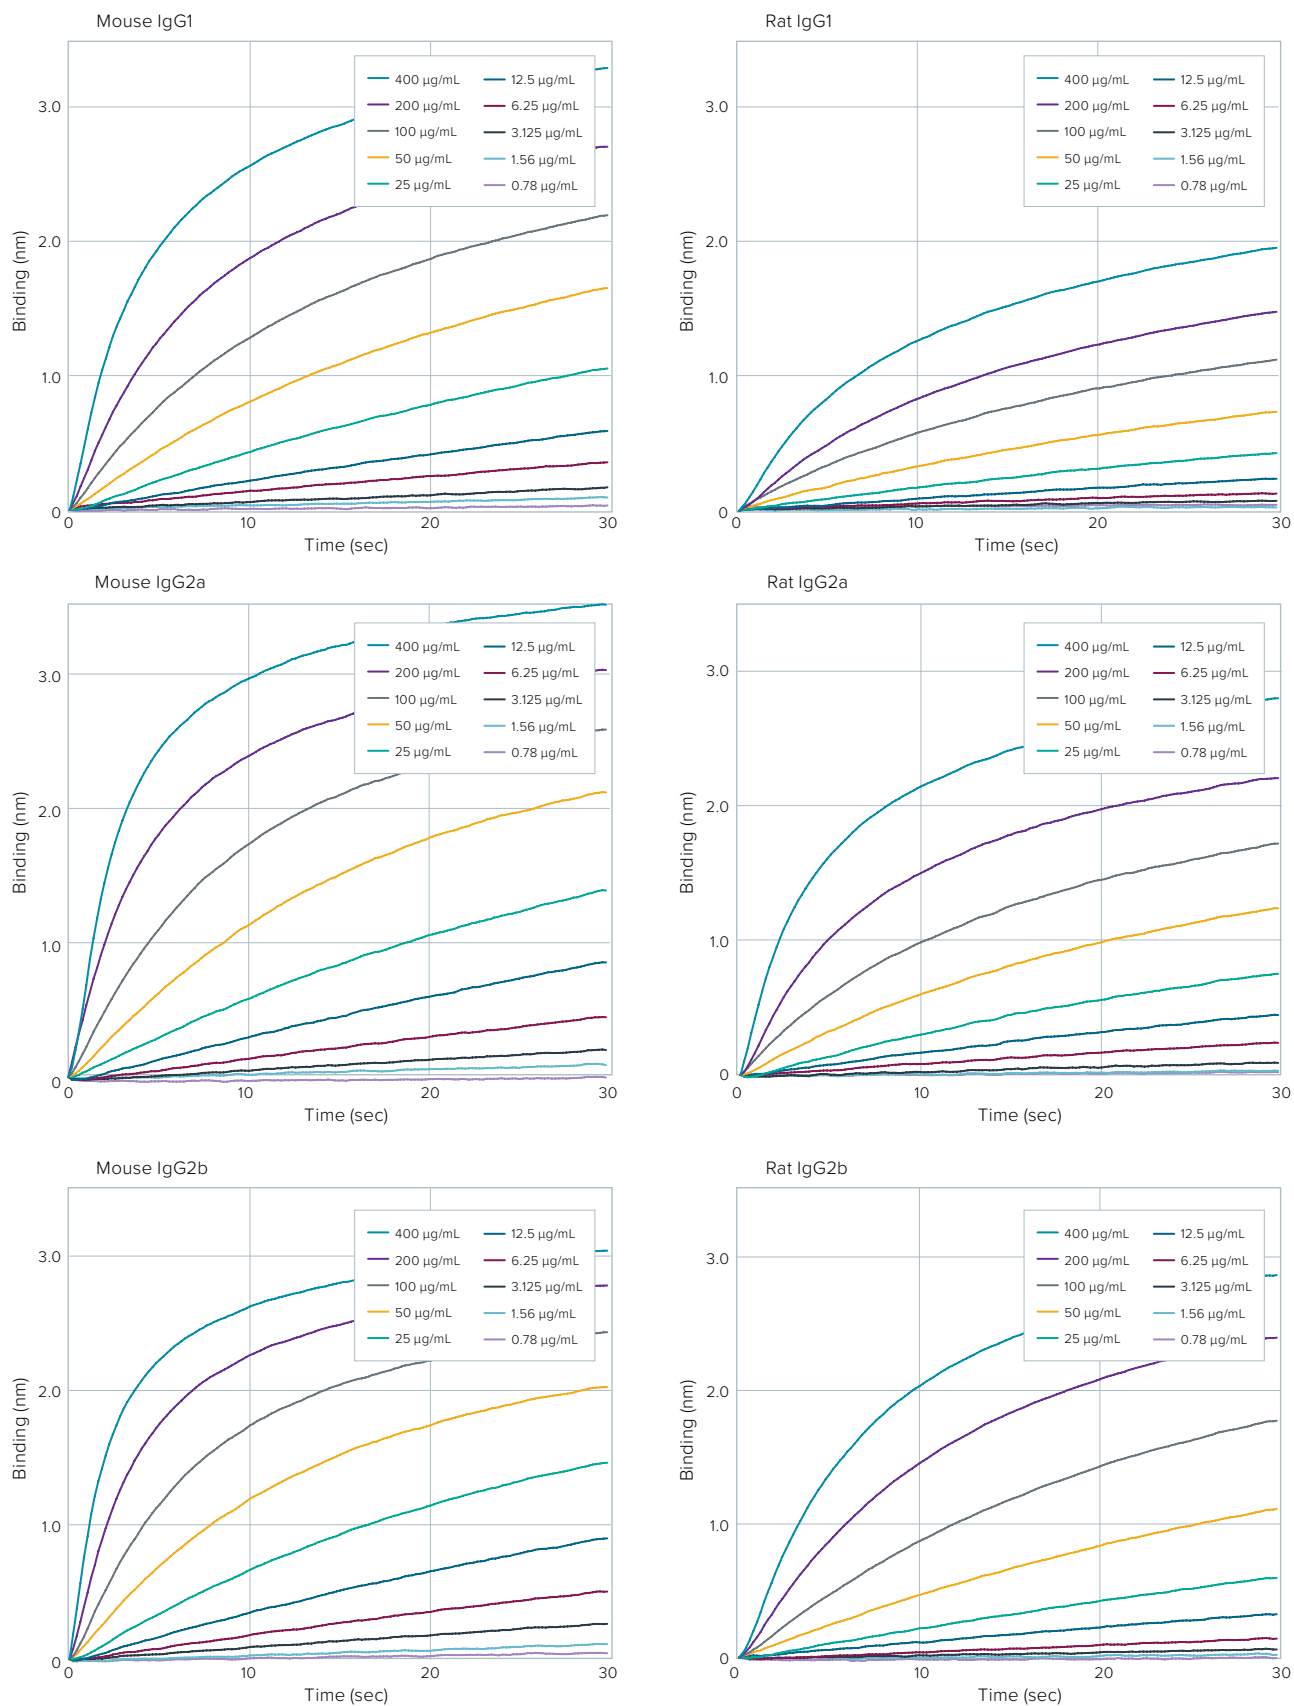 Mouse IgG1
400 µg/mL 12.5 µg/mL
200 µg/mL 6.25 µg/mL
100 µg/mL 3.125 µg/mL
50 µg/mL 1.56 µg/mL
25 µg/mL 0.78 µg/mL
3.0
2.0
1.0
0
Binding (nm)
0 10 20 30
Time (sec)
Rat IgG1
400 µg/mL 12.5 µg/mL
200 µg/mL 6.25 µg/mL
100 µg/mL 3.125 µg/mL
50 µg/mL 1.56 µg/mL
25 µg/mL 0.78 µg/mL
3.0
2.0
1.0
0
Binding (nm)
0 10 20 30
Time (sec)
Mouse IgG2a
400 µg/mL 12.5 µg/mL
200 µg/mL 6.25 µg/mL
100 µg/mL 3.125 µg/mL
50 µg/mL 1.56 µg/mL
25 µg/mL 0.78 µg/mL
3.0
2.0
1.0
0
Binding (nm)
0 10 20 30
Time (sec)
Rat IgG2a
400 µg/mL 12.5 µg/mL
200 µg/mL 6.25 µg/mL
100 µg/mL 3.125 µg/mL
50 µg/mL 1.56 µg/mL
25 µg/mL 0.78 µg/mL
3.0
2.0
1.0
0
Binding (nm)
0 10 20 30
Time (sec)
Mouse IgG2b
400 µg/mL 12.5 µg/mL
200 µg/mL 6.25 µg/mL
100 µg/mL 3.125 µg/mL
50 µg/mL 1.56 µg/mL
25 µg/mL 0.78 µg/mL
3.0
2.0
1.0
0
Binding (nm)
0 10 20 30
Time (sec)
Rat IgG2b
400 µg/mL 12.5 µg/mL
200 µg/mL 6.25 µg/mL
100 µg/mL 3.125 µg/mL
50 µg/mL 1.56 µg/mL
25 µg/mL 0.78 µg/mL
3.0
2.0
1.0
0
Binding (nm)
0 10 20 30
Time (sec)